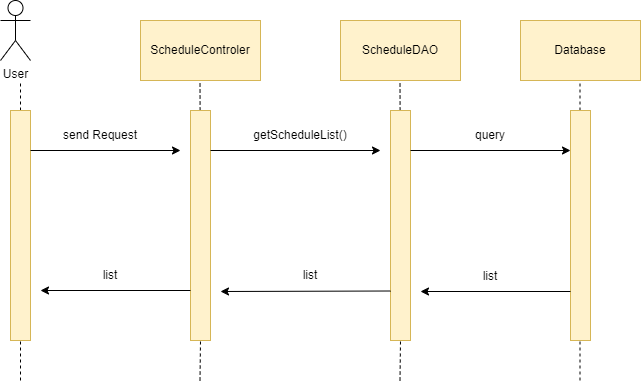 ScheduleControler
ScheduleDAO
Database
User
send Request
getScheduleList()
query
list
list
list